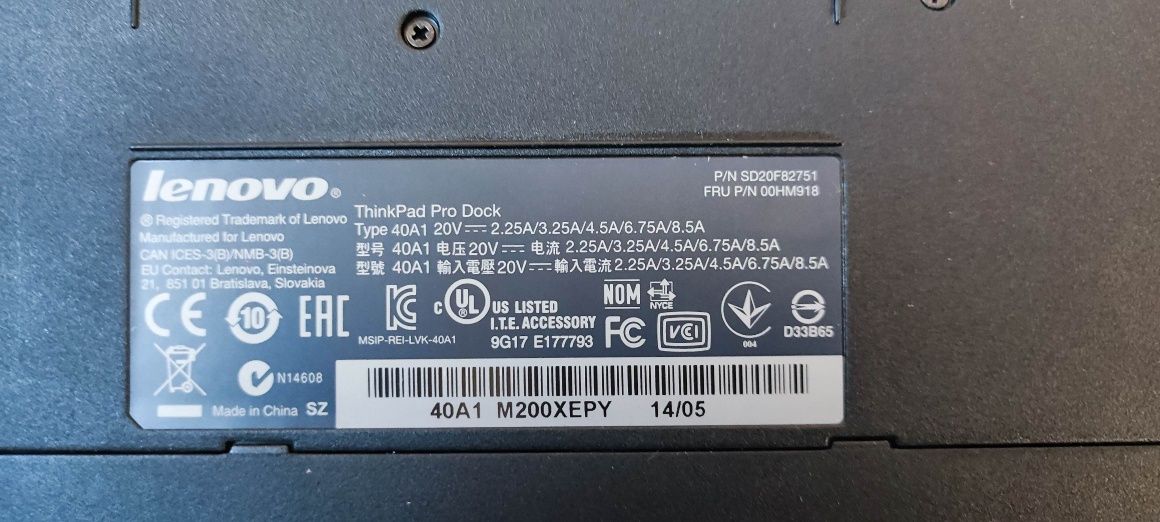 lenovo®
P/N SD20F82751
FRU P/N 00HM918
® Registered Trademark of Lenovo
Manufactured for Lenovo
CAN ICES-3(B)/NMB-3(B)
EU Contact: Lenovo, Einsteinova
21, 851 01 Bratislava, Slovakia
ThinkPad Pro Dock
Type 40A1 20V⎓ 2.25A/3.25A/4.5A/6.75A/8.5A
型号 40A1 电压 20V⎓ 电流 2.25A/3.25A/4.5A/6.75A/8.5A
型號 40A1 輸入電壓 20V⎓ 輸入電流 2.25A/3.25A/4.5A/6.75A/8.5A
CE
10
EAC
MSIP-REI-LVK-40A1
c UL ® US LISTED
I.T.E. ACCESSORY
9G17 E177793
NOM
NYCE
FC
VCI
004
D33B65
N14608
Made in China SZ
40A1 M200XEPY 14/05